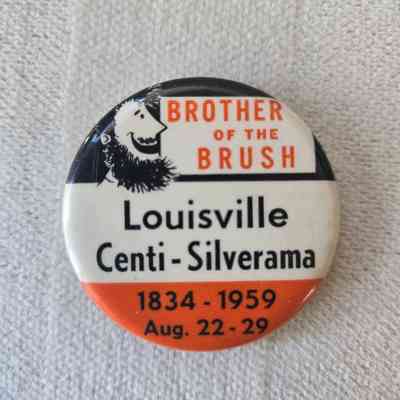 BROTHER
OF THE
BRUSH
Louisville
Centi-Silverama
1834 - 1959
Aug. 22-29